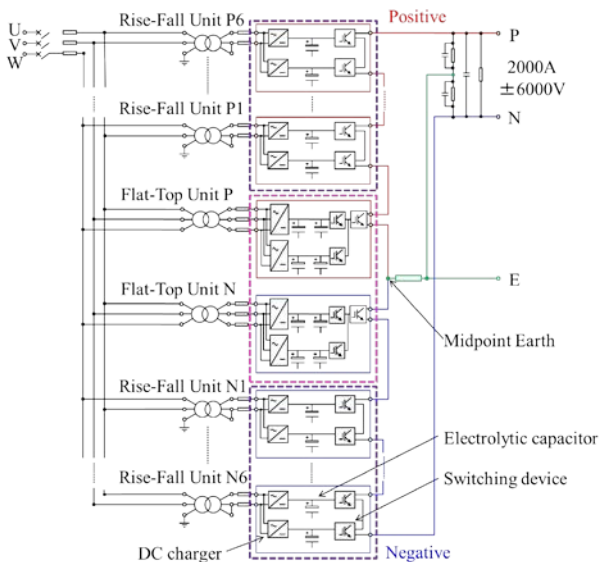 U
V
W
Rise-Fall Unit P6
Positive
P
2000A
±6000V
N
Rise-Fall Unit P1
Flat-Top Unit P
E
Flat-Top Unit N
Midpoint Earth
Rise-Fall Unit N1
Electrolytic capacitor
Rise-Fall Unit N6
Switching device
DC charger
Negative